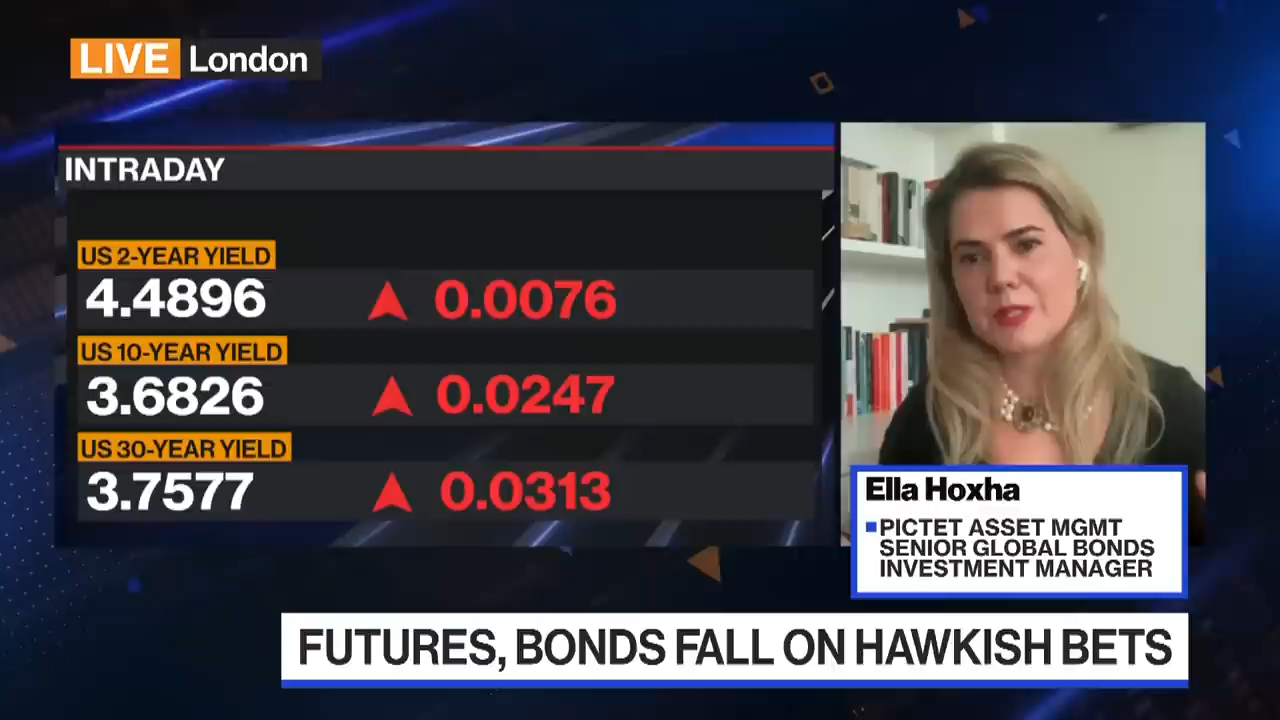 LIVE London
INTRADAY
US 2-YEAR YIELD
4.4896 0.0076
US 10-YEAR YIELD
3.6826 0.0247
US 30-YEAR YIELD
3.7577 0.0313
Ella Hoxha
PICTET ASSET MGMT
SENIOR GLOBAL BONDS
INVESTMENT MANAGER
FUTURES, BONDS FALL ON HAWKISH BETS